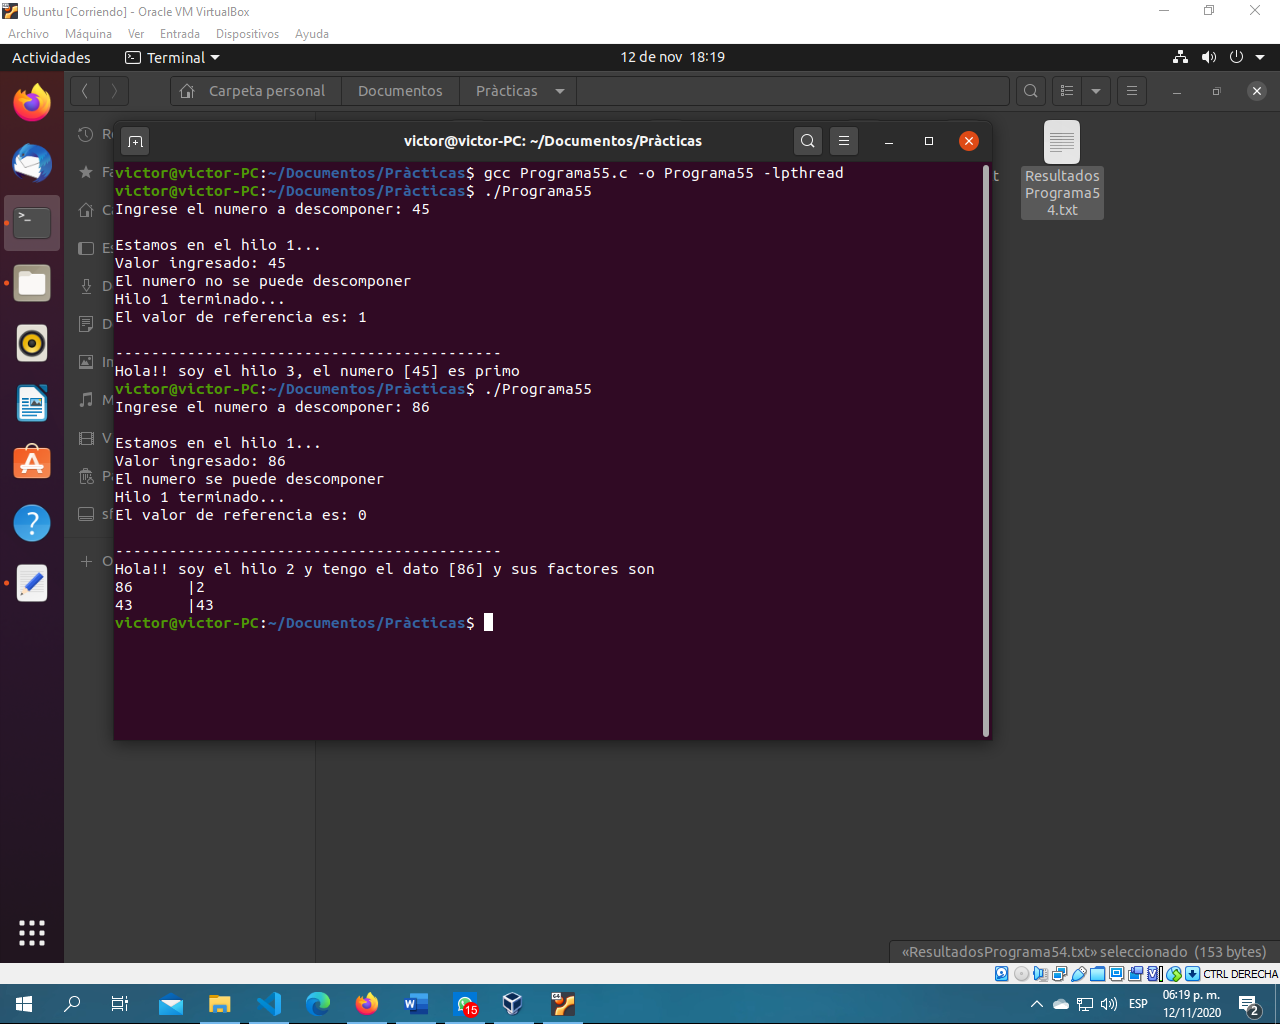 Ubuntu [Corriendo] - Oracle VM VirtualBox
Archivo Máquina Ver Entrada Dispositivos Ayuda
Actividades Terminal 12 de nov 18:19
Carpeta personal Documentos Pràcticas
victor@victor-PC: ~/Documentos/Pràcticas
victor@victor-PC:~/Documentos/Pràcticas$ gcc Programa55.c -o Programa55 -lpthread
victor@victor-PC:~/Documentos/Pràcticas$ ./Programa55
Ingrese el numero a descomponer: 45
Estamos en el hilo 1...
Valor ingresado: 45
El numero no se puede descomponer
Hilo 1 terminado...
El valor de referencia es: 1
-------------------------------------------
Hola!! soy el hilo 3, el numero [45] es primo
victor@victor-PC:~/Documentos/Pràcticas$ ./Programa55
Ingrese el numero a descomponer: 86
Estamos en el hilo 1...
Valor ingresado: 86
El numero se puede descomponer
Hilo 1 terminado...
El valor de referencia es: 0
-------------------------------------------
Hola!! soy el hilo 2 y tengo el dato [86] y sus factores son
86 |2
43 |43
victor@victor-PC:~/Documentos/Pràcticas$
Resultados
Programa5
4.txt
«ResultadosPrograma54.txt» seleccionado (153 bytes)
CTRL DERECHA
15
ESP
06:19 p. m.
12/11/2020
2